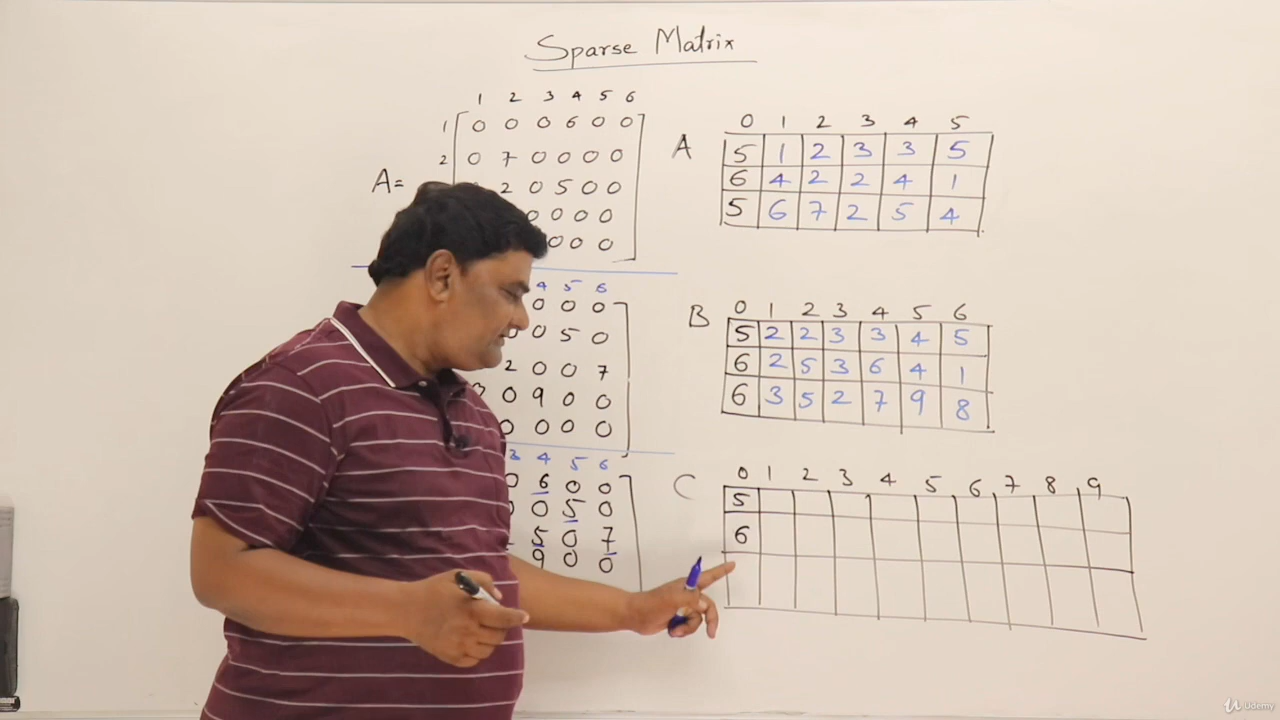 Sparse Matrix
1 2 3 4 5 6
1 0 0 0 6 0 0
2 0 7 0 0 0 0
A=
2 0 5 0 0
0 0 0 0
0 0 0
4 5 6
0 0 0
0 0 5 0
2 0 0 7
0 9 0 0
0 0 0 0
3 4 5 6
0 6 0 0
0 0 5 0
5 0 7
9 0 0
A
0 1 2 3 4 5
5 1 2 3 3 5
6 4 2 2 4 1
5 6 7 2 5 4
B
0 1 2 3 4 5 6
5 2 2 3 3 4 5
6 2 5 3 6 4 1
6 3 5 2 7 9 8
C
0 1 2 3 4 5 6 7 8 9
5
6
Udemy